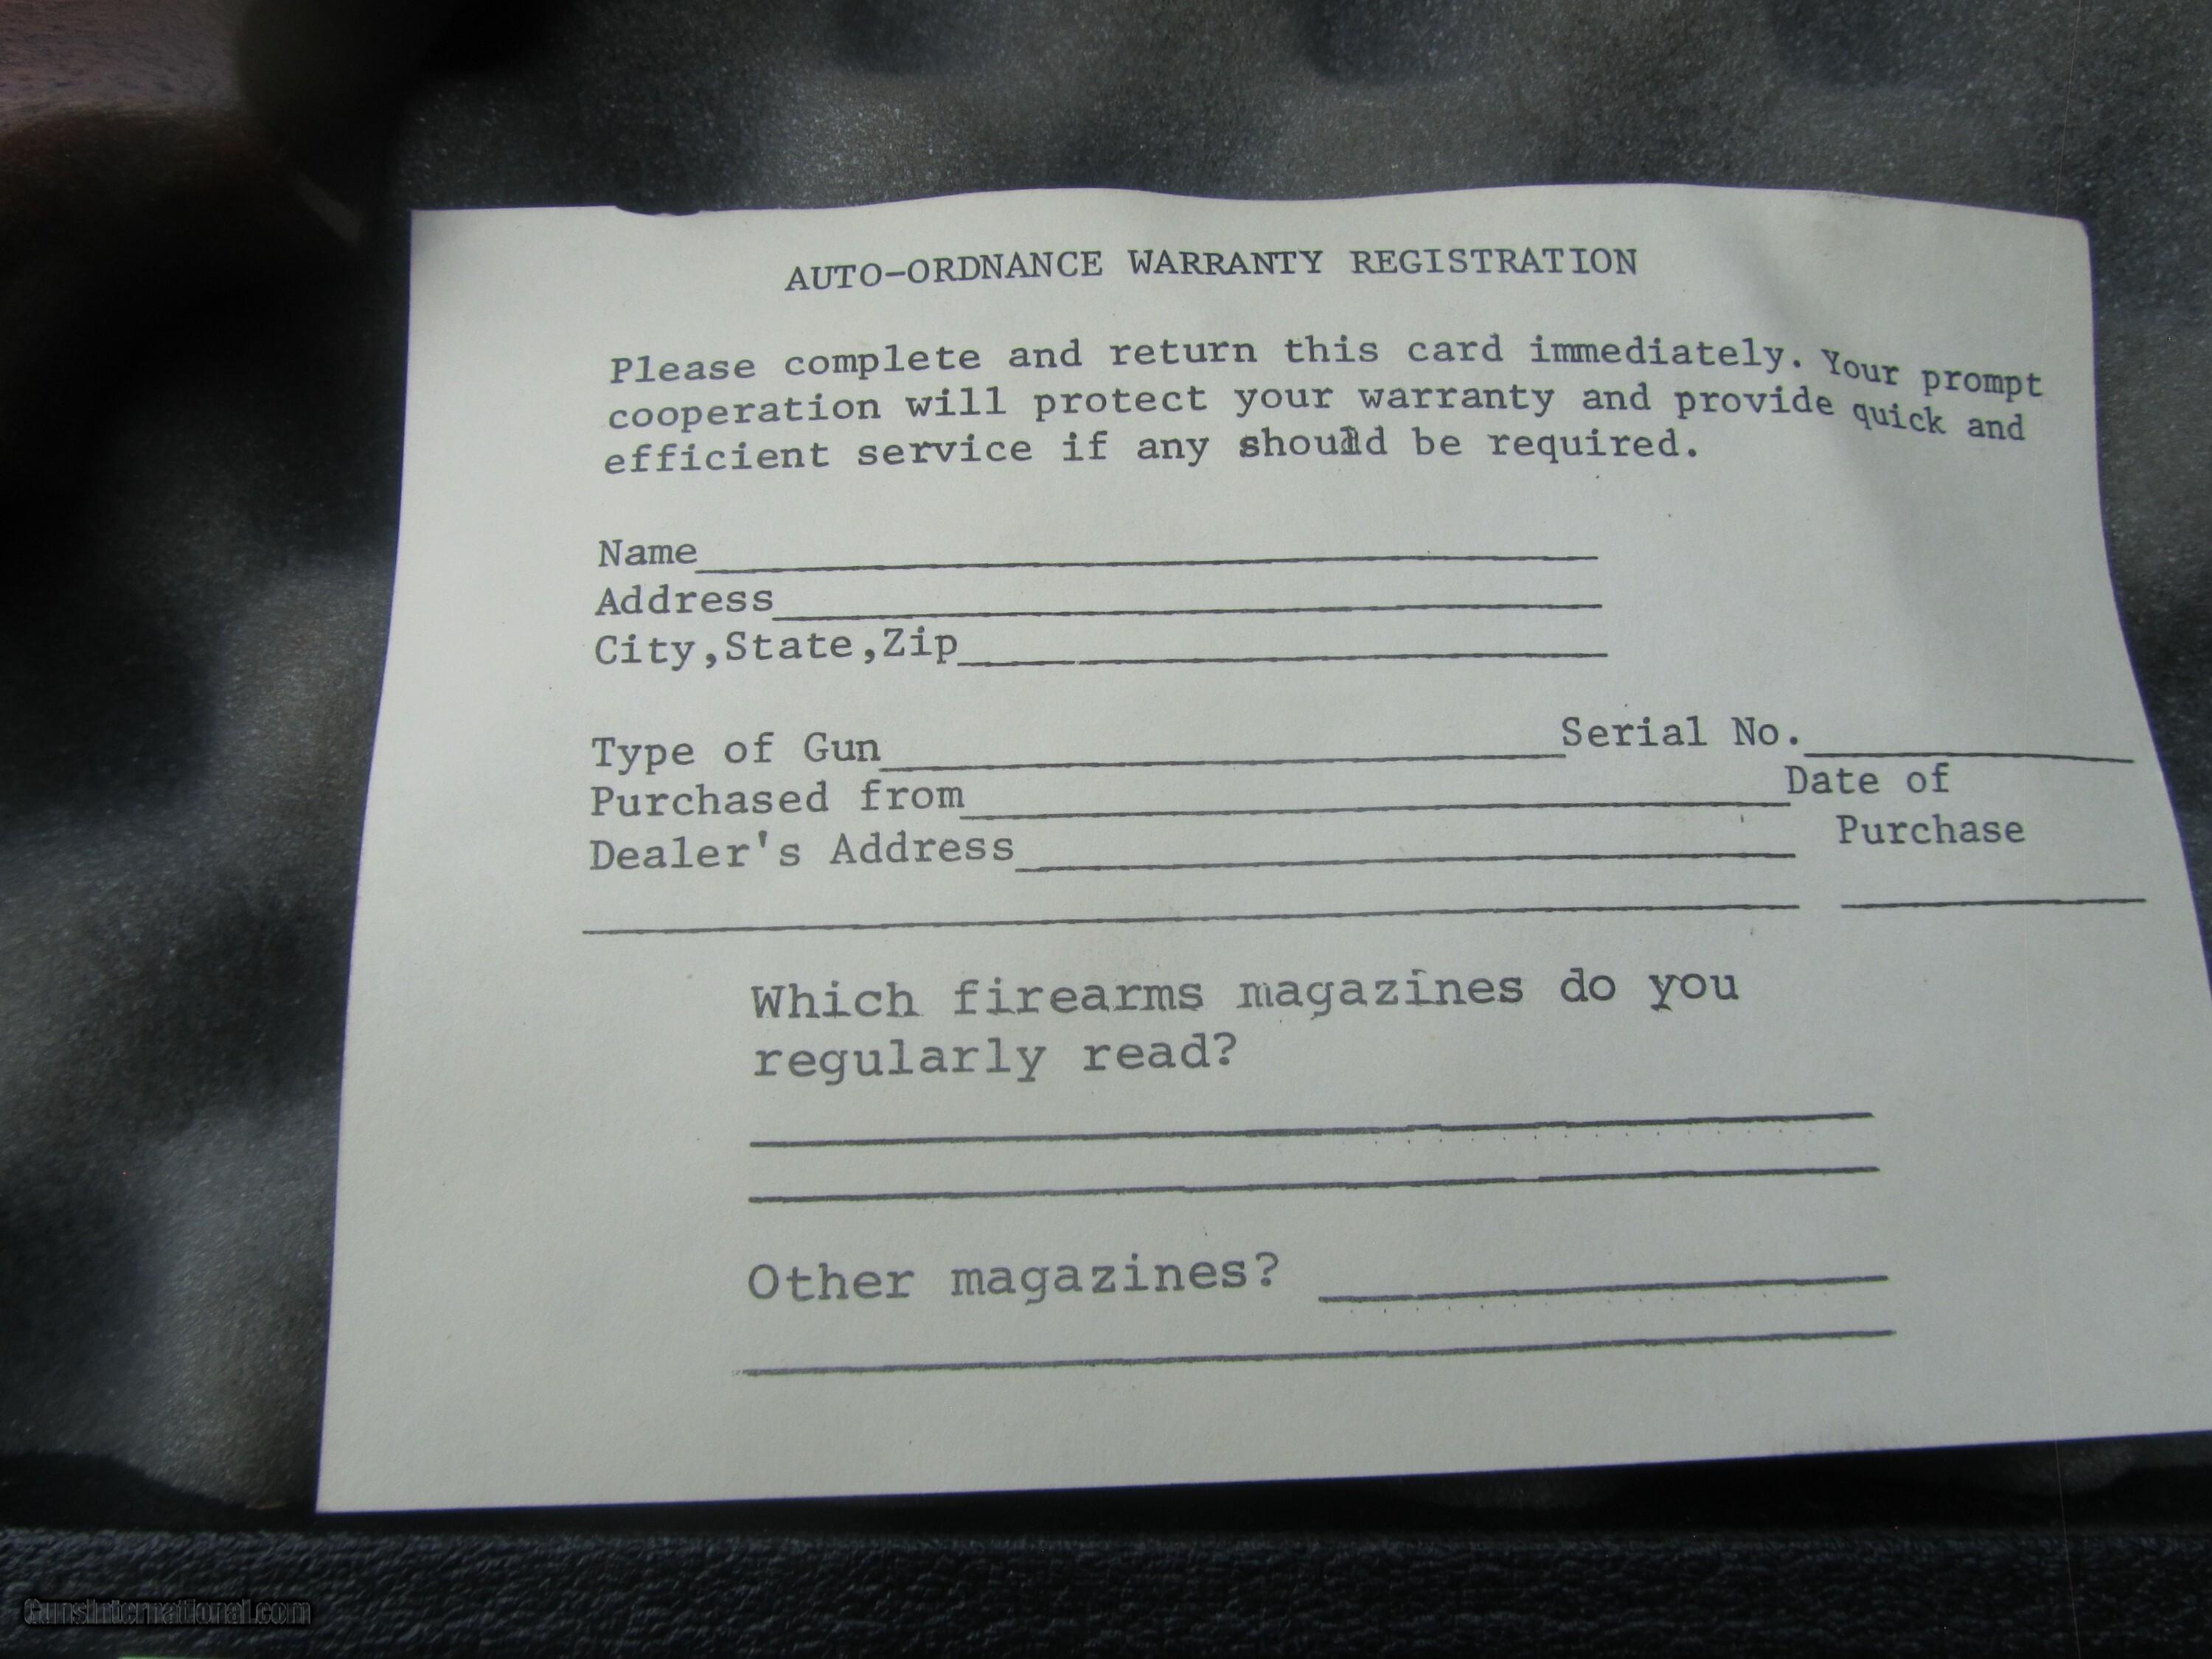 AUTO-ORDNANCE WARRANTY REGISTRATION
Please complete and return this card immediately. Your prompt
cooperation will protect your warranty and provide quick and
efficient service if any should be required.
Name
Address
City,State,Zip
Type of Gun Serial No.
Purchased from Date of
Dealer's Address Purchase
Which firearms magazines do you
regularly read?
Other magazines?
GunsInternational.com